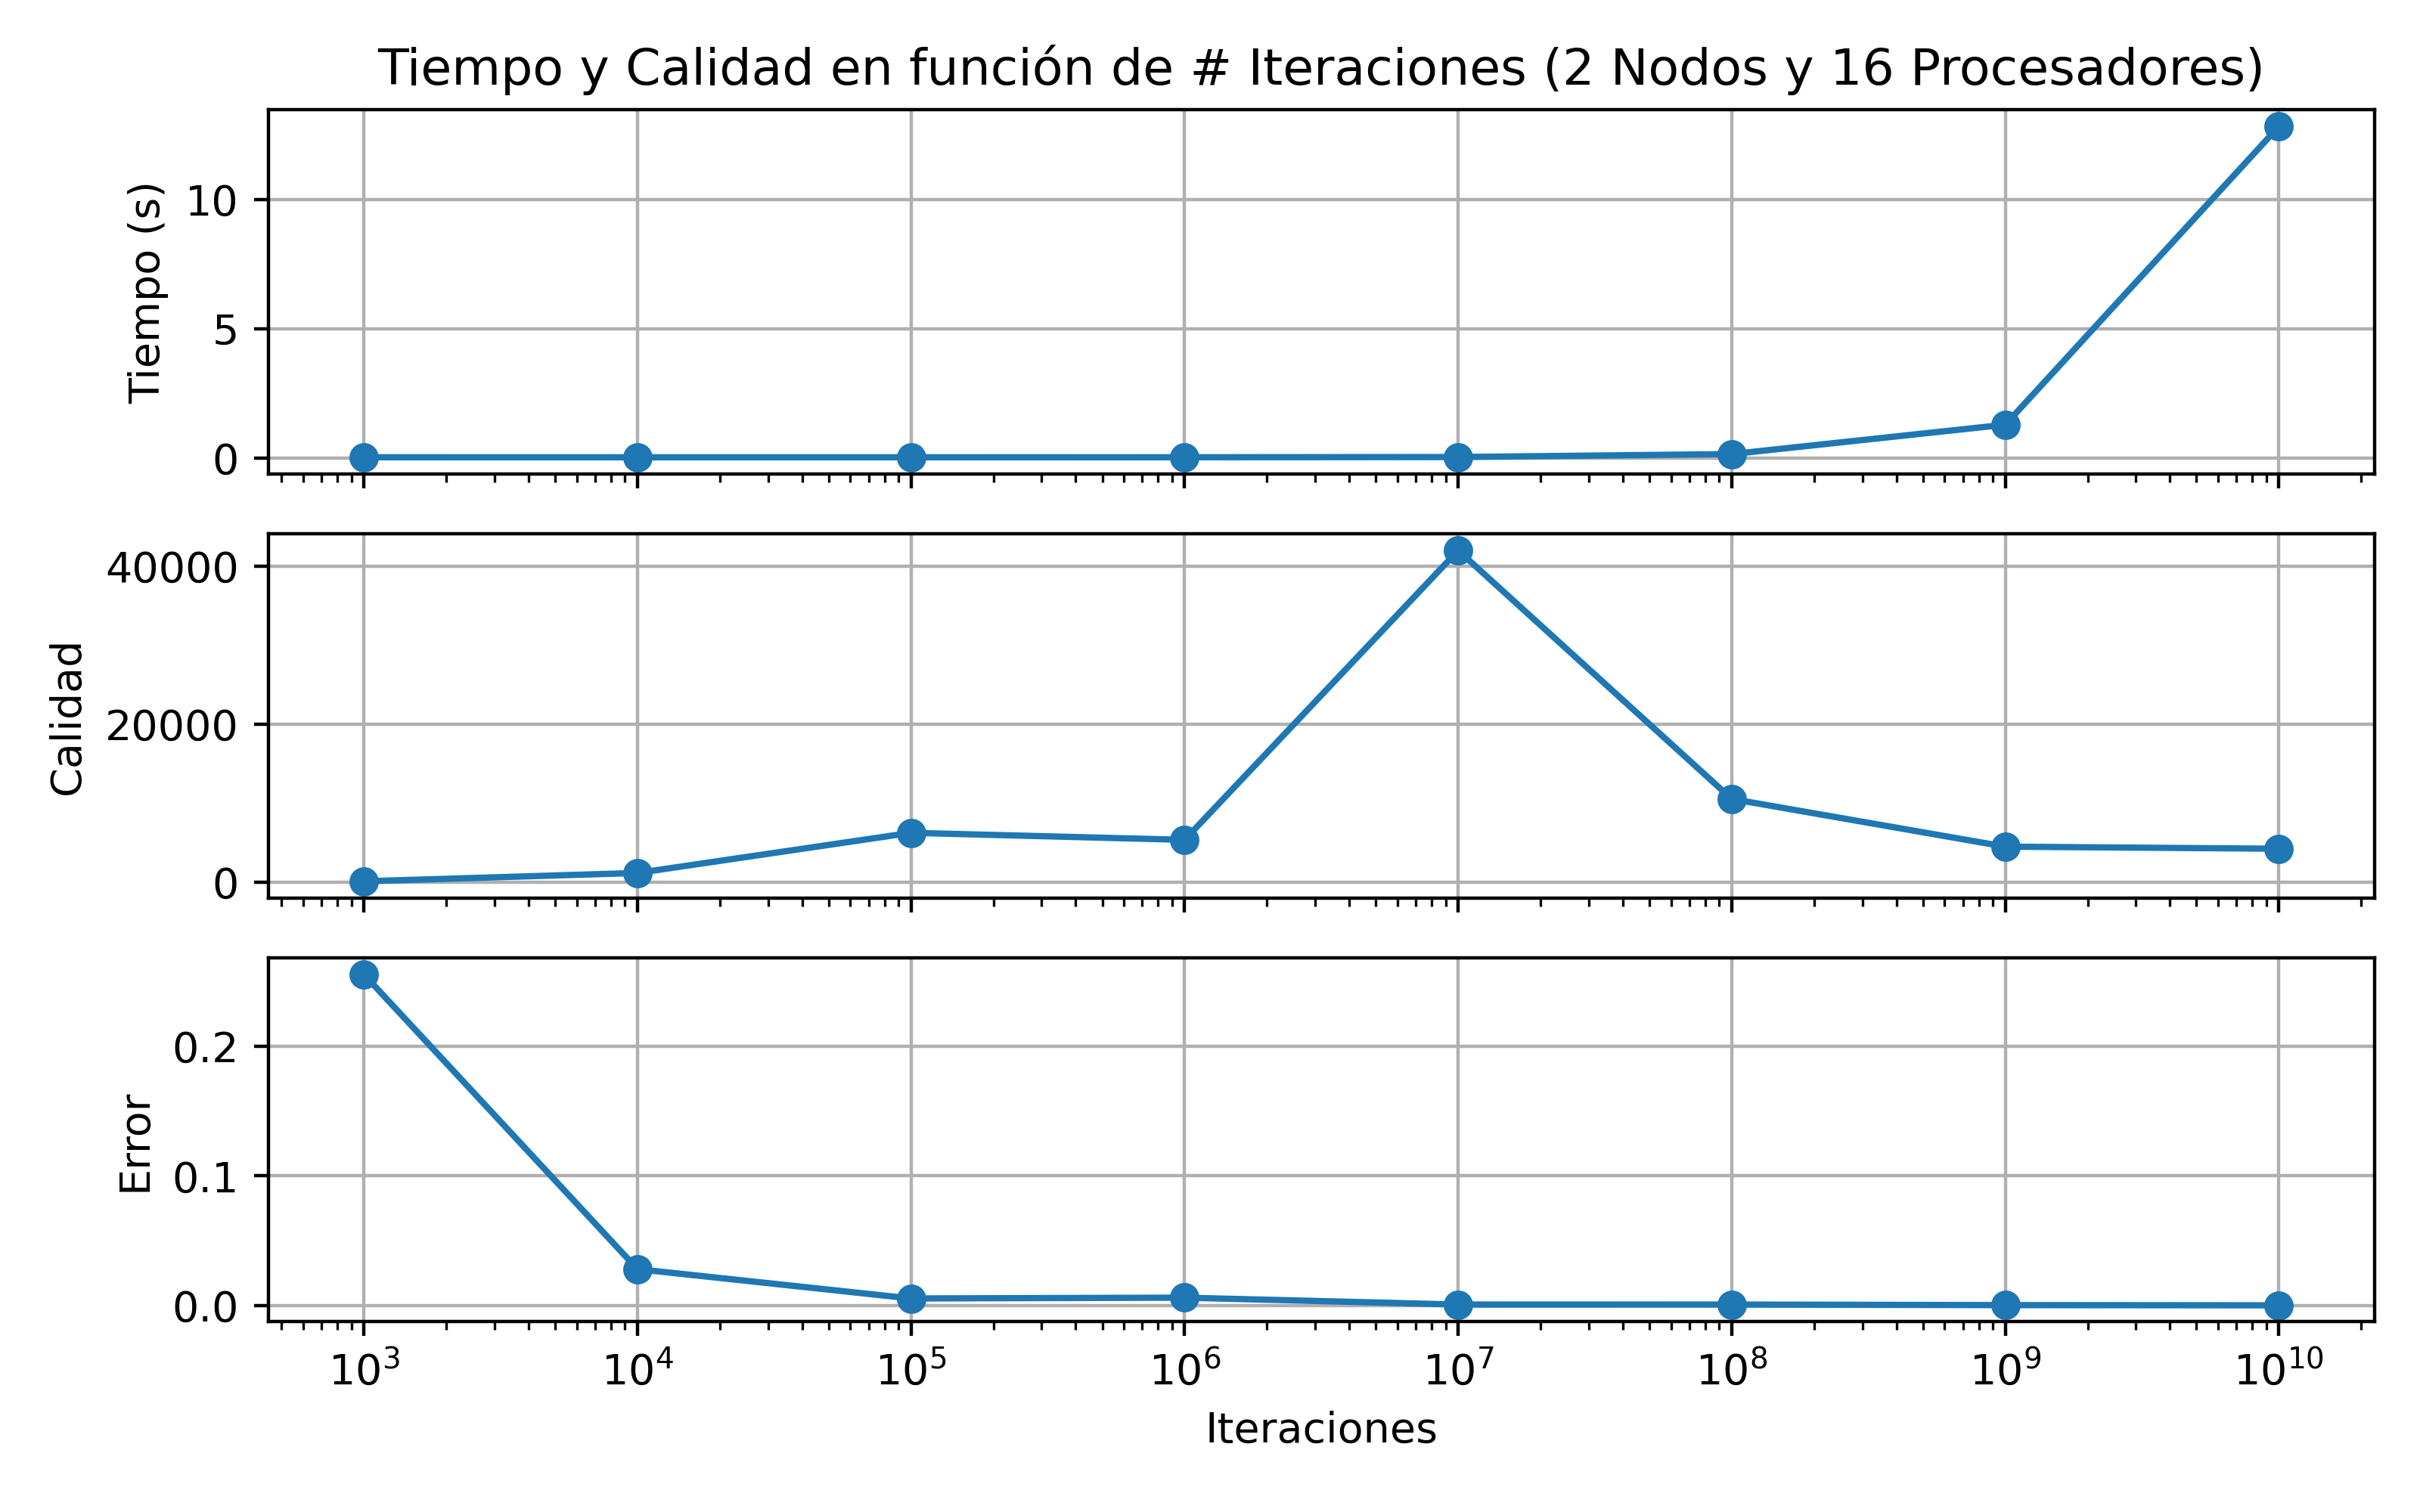 Tiempo y Calidad en función de # Iteraciones (2 Nodos y 16 Procesadores)
Tiempo (s)
10
5
0
Calidad
40000
20000
0
Error
0.2
0.1
0.0
10³ 10⁴ 10⁵ 10⁶ 10⁷ 10⁸ 10⁹ 10¹⁰
Iteraciones